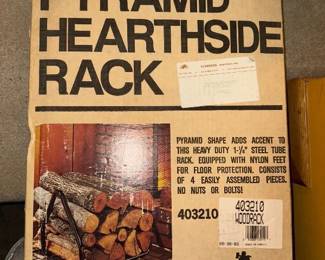 PYRAMID
HEARTHSIDE
RACK
PYRAMID SHAPE ADDS ACCENT TO
THIS HEAVY DUTY 1-¼" STEEL TUBE
RACK. EQUIPPED WITH NYLON FEET
FOR FLOOR PROTECTION. CONSISTS
OF 4 EASILY ASSEMBLED PIECES.
NO NUTS OR BOLTS!
403210
403210
WOODRACK